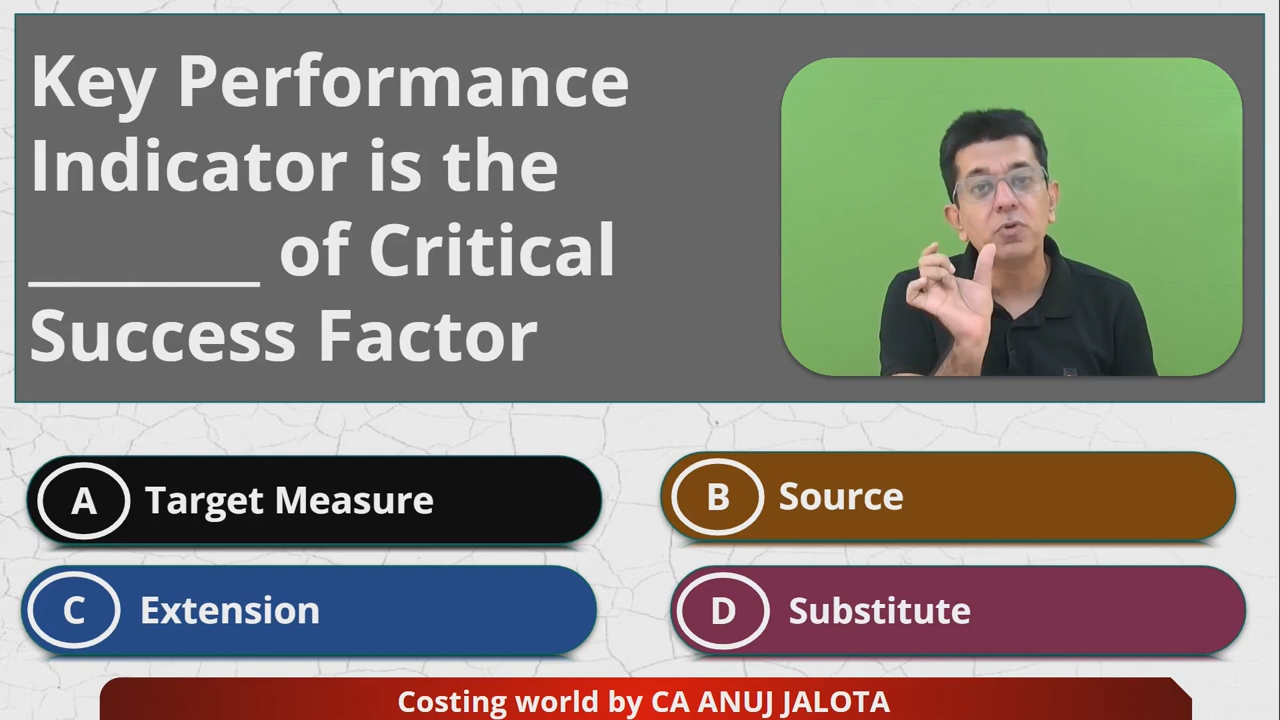 Key Performance
Indicator is the
________ of Critical
Success Factor
A Target Measure
B Source
C Extension
D Substitute
Costing world by CA ANUJ JALOTA